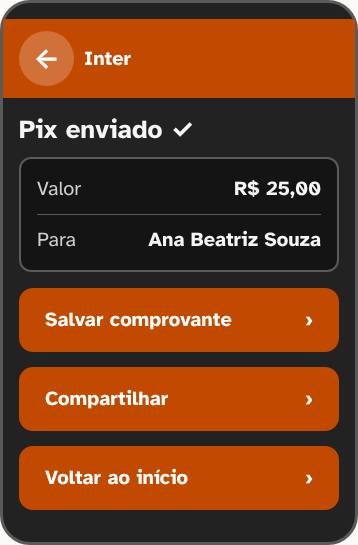 Inter
Pix enviado ✓
Valor R$ 25,00
Para Ana Beatriz Souza
Salvar comprovante ›
Compartilhar ›
Voltar ao início ›